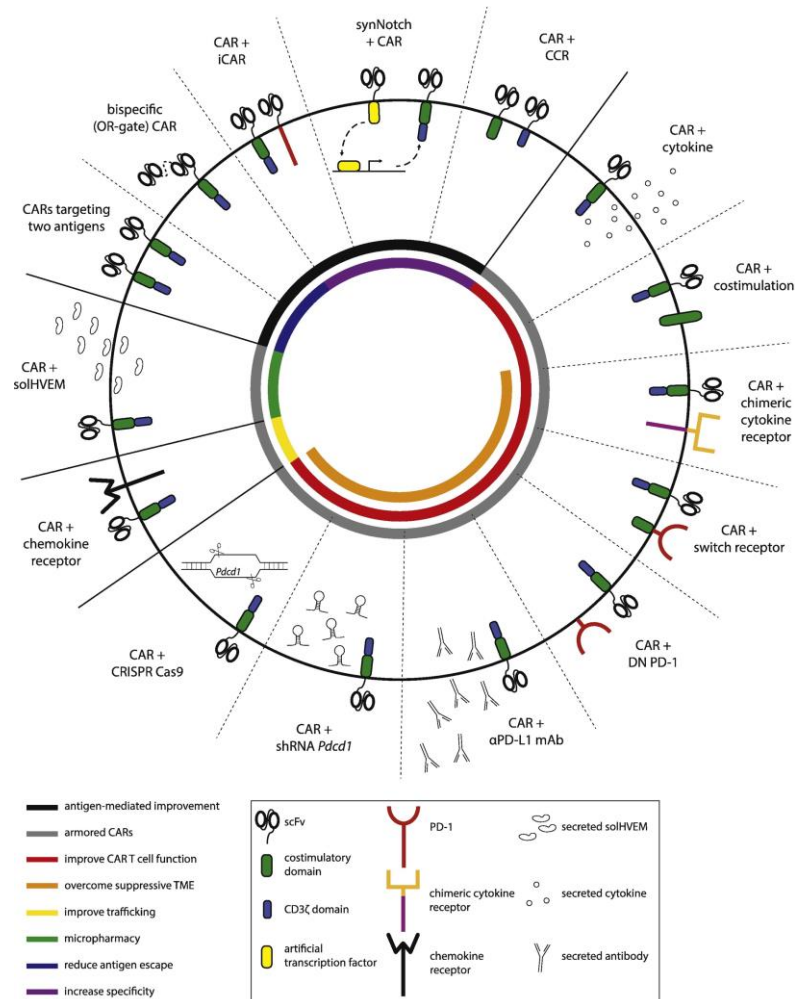 synNotch
+ CAR
CAR +
CCR
CAR +
iCAR
bispecific
(OR-gate) CAR
CAR +
cytokine
CARs targeting
two antigens
CAR +
costimulation
CAR +
solHVEM
CAR +
chimeric
cytokine
receptor
CAR +
chemokine
receptor
CAR +
switch receptor
Pdcd1
CAR +
CRISPR Cas9
CAR +
DN PD-1
CAR +
shRNA Pdcd1
CAR +
αPD-L1 mAb
antigen-mediated improvement
armored CARs
improve CAR T cell function
overcome suppressive TME
improve trafficking
micropharmacy
reduce antigen escape
increase specificity
scFv
costimulatory
domain
CD3ζ domain
artificial
transcription factor
PD-1
chimeric cytokine
receptor
chemokine
receptor
secreted solHVEM
secreted cytokine
secreted antibody